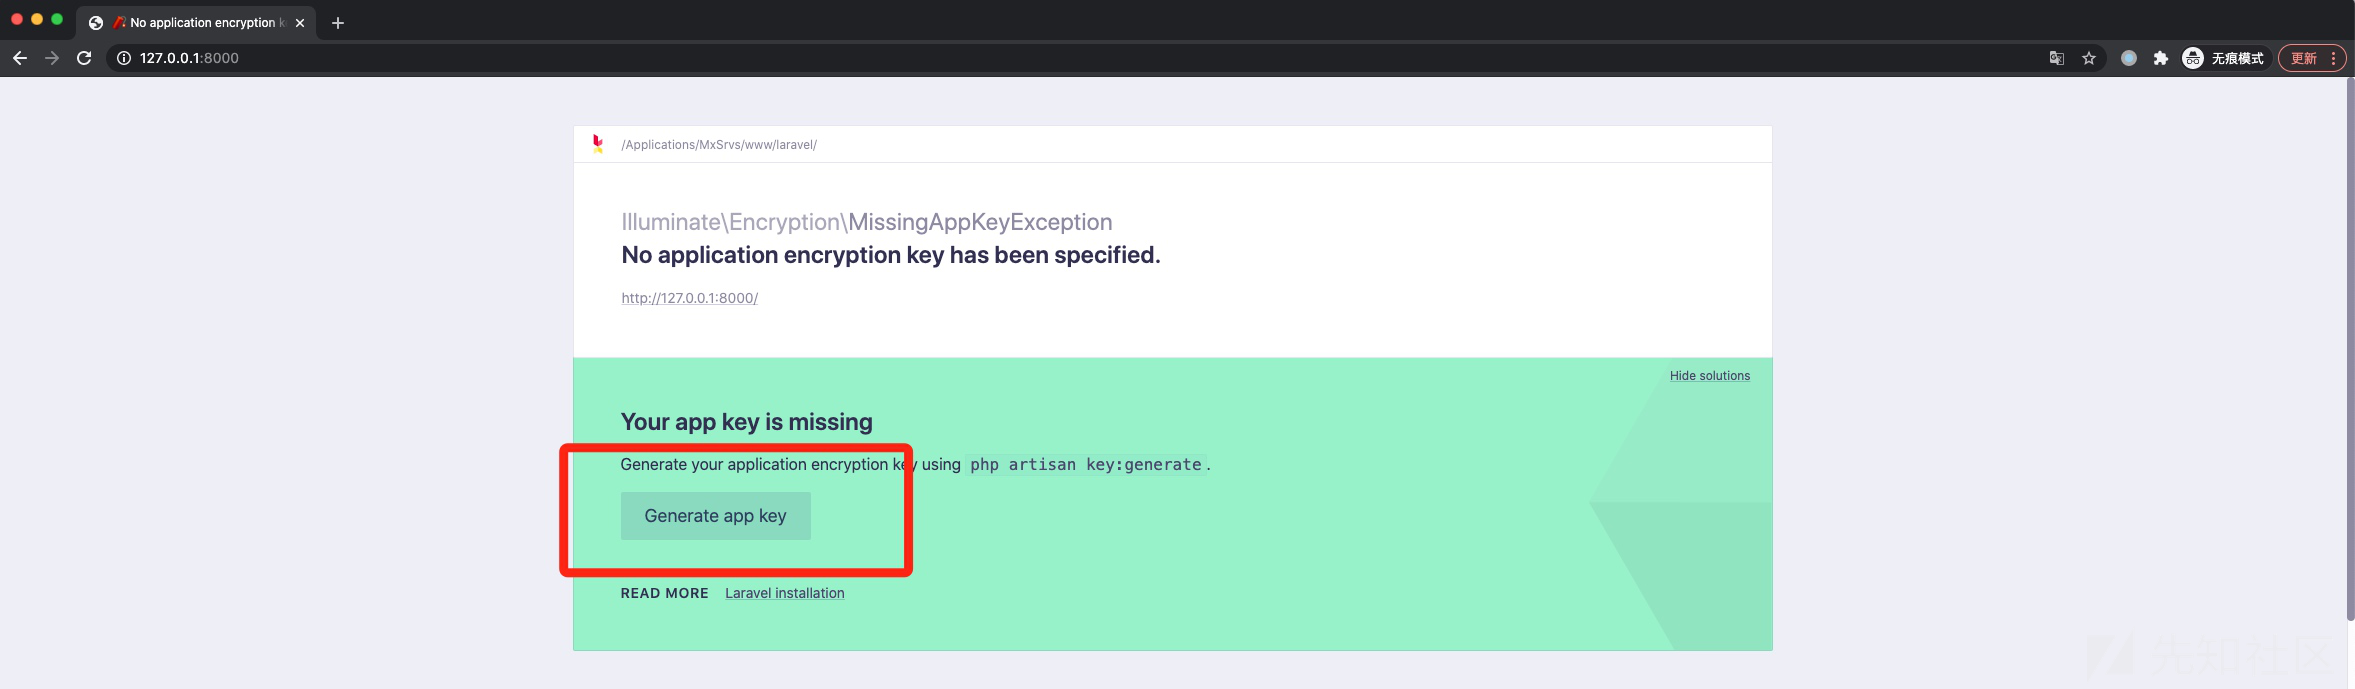 No application encryption k
127.0.0.1:8000
无痕模式
更新
/Applications/MxSrvs/www/laravel/
Illuminate\Encryption\MissingAppKeyException
No application encryption key has been specified.
http://127.0.0.1:8000/
Hide solutions
Your app key is missing
Generate your application encryption key using php artisan key:generate.
Generate app key
READ MORE Laravel installation
先知社区